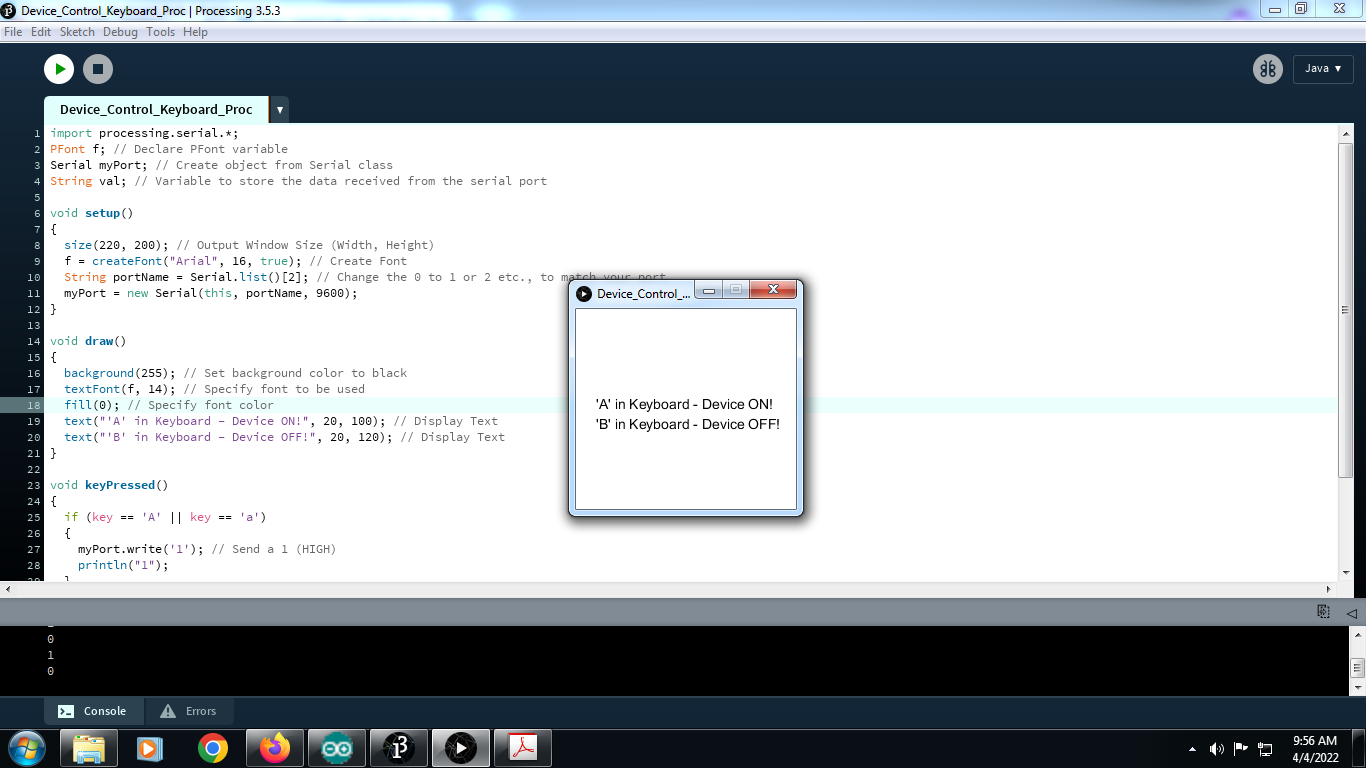 Device_Control_Keyboard_Proc | Processing 3.5.3
File Edit Sketch Debug Tools Help
Java ▾
Device_Control_Keyboard_Proc ▾
1 import processing.serial.*;
2 PFont f; // Declare PFont variable
3 Serial myPort; // Create object from Serial class
4 String val; // Variable to store the data received from the serial port
5
6 void setup()
7 {
8 size(220, 200); // Output Window Size (Width, Height)
9 f = createFont("Arial", 16, true); // Create Font
10 String portName = Serial.list()[2]; // Change the 0 to 1 or 2 etc., to match your port
11 myPort = new Serial(this, portName, 9600);
12 }
13
14 void draw()
15 {
16 background(255); // Set background color to black
17 textFont(f, 14); // Specify font to be used
18 fill(0); // Specify font color
19 text("'A' in Keyboard – Device ON!", 20, 100); // Display Text
20 text("'B' in Keyboard – Device OFF!", 20, 120); // Display Text
21 }
22
23 void keyPressed()
24 {
25 if (key == 'A' || key == 'a')
26 {
27 myPort.write('1'); // Send a 1 (HIGH)
28 println("1");
29 }
Device_Control_...
'A' in Keyboard - Device ON!
'B' in Keyboard - Device OFF!
0
1
0
Console Errors
9:56 AM
4/4/2022